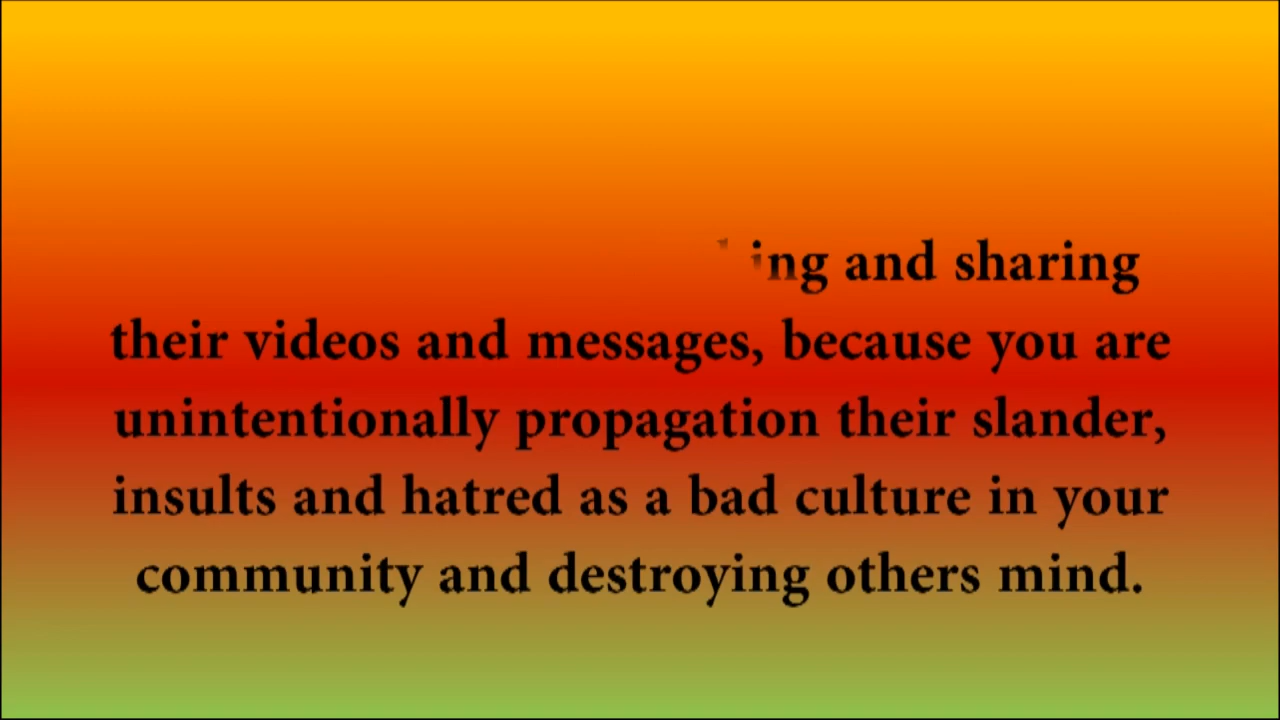 and sharing
their videos and messages, because you are
unintentionally propagation their slander,
insults and hatred as a bad culture in your
community and destroying others mind.